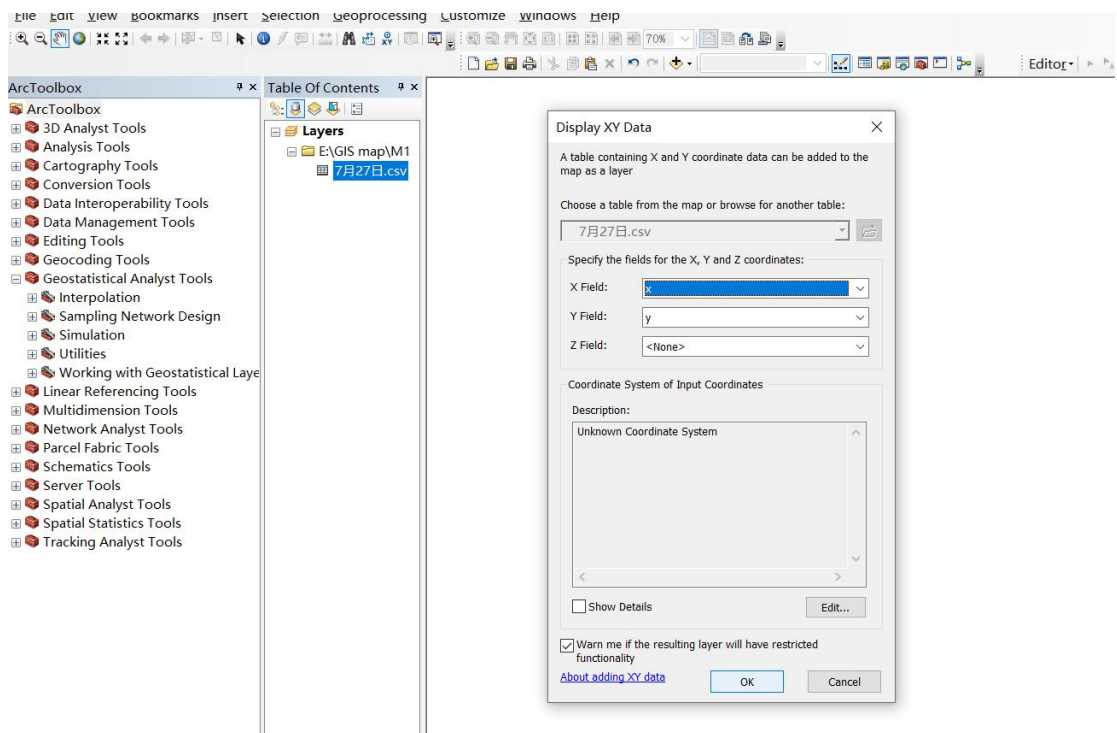 File Edit View Bookmarks Insert Selection Geoprocessing Customize Windows Help
70%
Editor
ArcToolbox
ArcToolbox
3D Analyst Tools
Analysis Tools
Cartography Tools
Conversion Tools
Data Interoperability Tools
Data Management Tools
Editing Tools
Geocoding Tools
Geostatistical Analyst Tools
Interpolation
Sampling Network Design
Simulation
Utilities
Working with Geostatistical Laye
Linear Referencing Tools
Multidimension Tools
Network Analyst Tools
Parcel Fabric Tools
Schematics Tools
Server Tools
Spatial Analyst Tools
Spatial Statistics Tools
Tracking Analyst Tools
Table Of Contents
Layers
E:\GIS map\M1
7月27日.csv
Display XY Data
A table containing X and Y coordinate data can be added to the
map as a layer
Choose a table from the map or browse for another table:
7月27日.csv
Specify the fields for the X, Y and Z coordinates:
X Field:
x
Y Field:
y
Z Field:
<None>
Coordinate System of Input Coordinates
Description:
Unknown Coordinate System
Show Details
Edit...
Warn me if the resulting layer will have restricted
functionality
About adding XY data
OK
Cancel